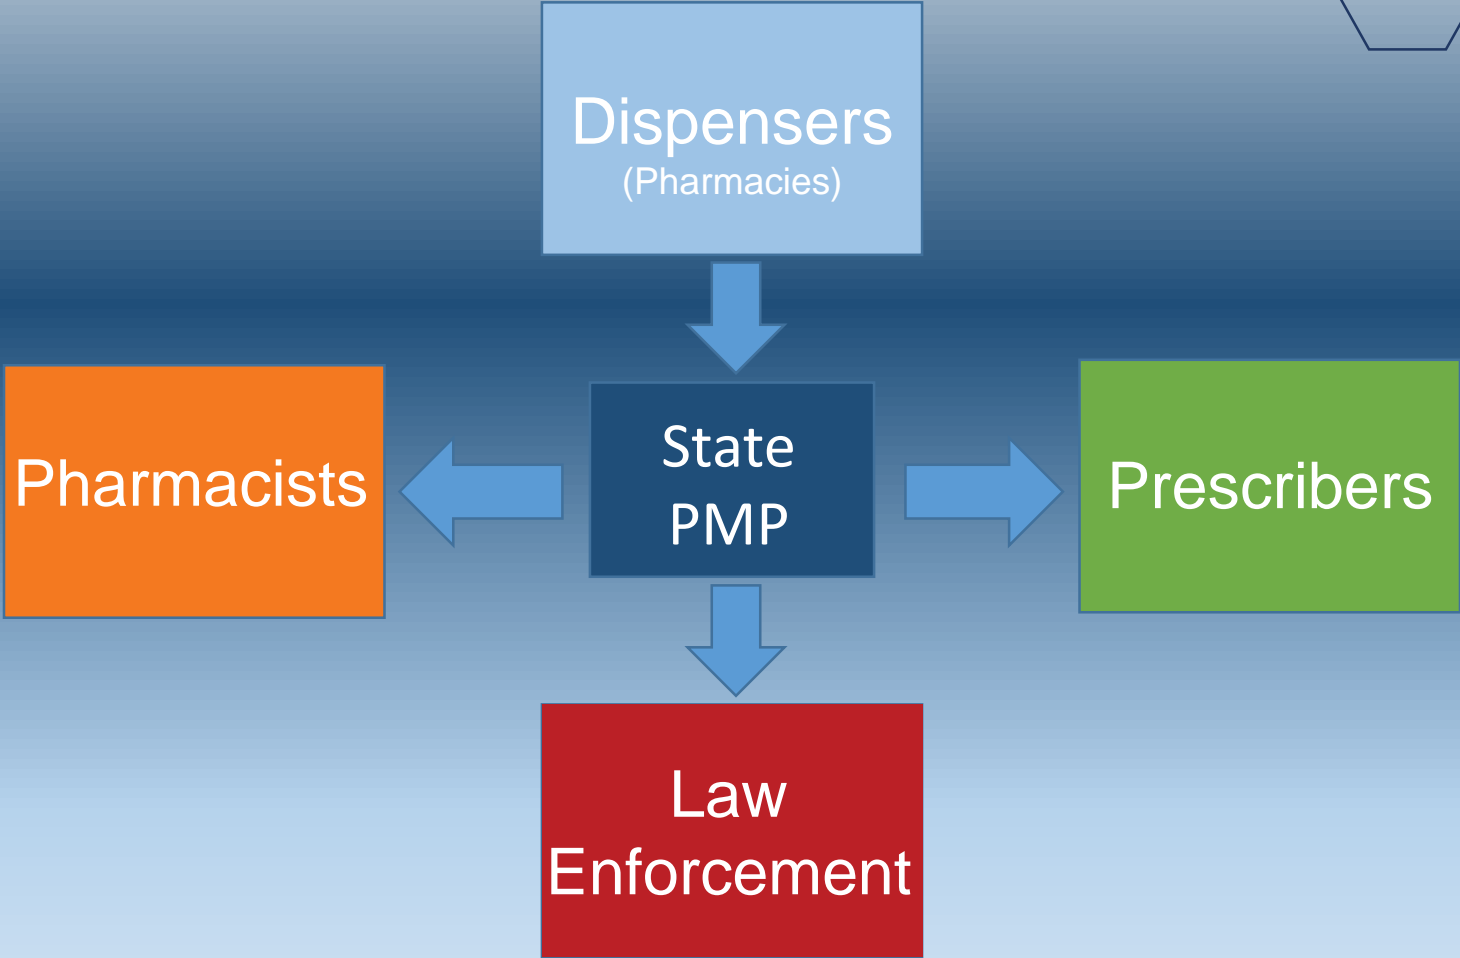 Dispensers
(Pharmacies)
Pharmacists
State
PMP
Prescribers
Law
Enforcement